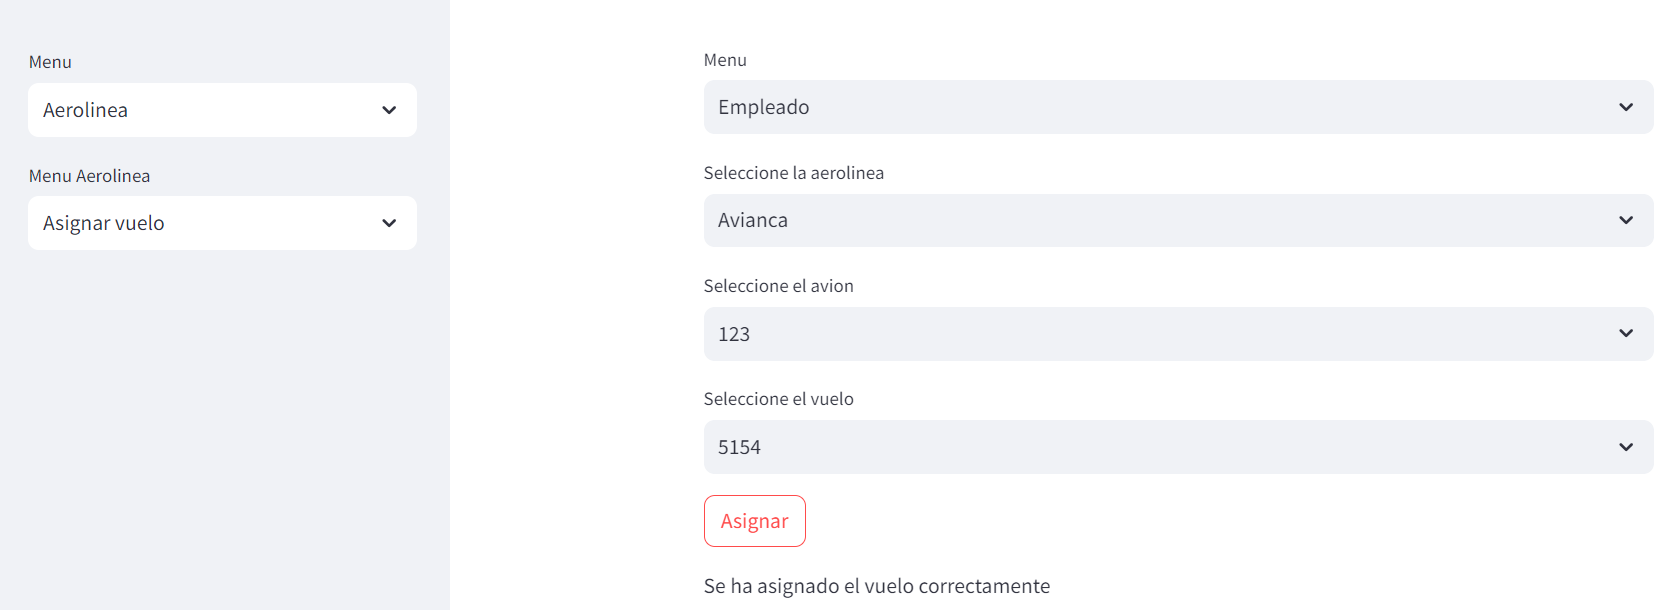 Menu
Aerolinea
Menu Aerolinea
Asignar vuelo
Menu
Empleado
Seleccione la aerolinea
Avianca
Seleccione el avion
123
Seleccione el vuelo
5154
Asignar
Se ha asignado el vuelo correctamente